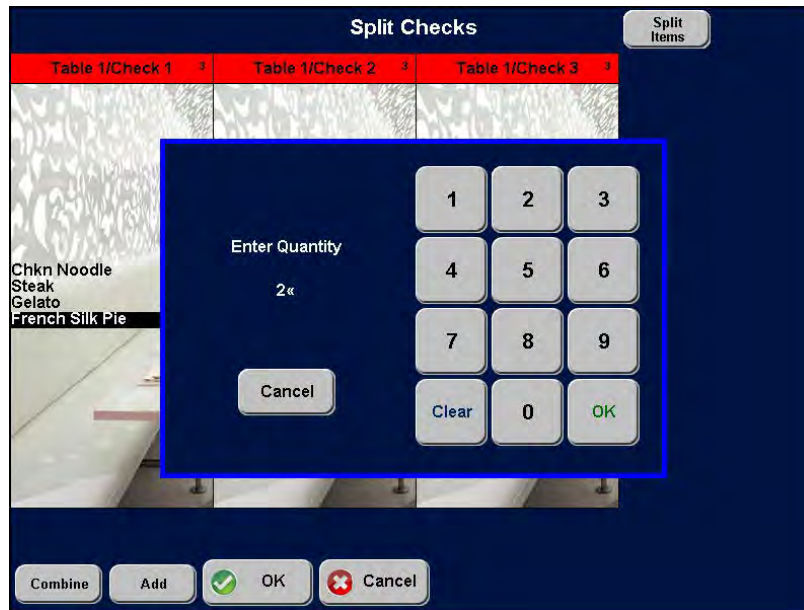 Split Checks
Split
Items
Table 1/Check 1 3
Table 1/Check 2 3
Table 1/Check 3 3
1 2 3
Enter Quantity
Chkn Noodle
Steak
Gelato
French Silk Pie
2«
4 5 6
7 8 9
Cancel
Clear 0 OK
Combine
Add
OK
Cancel